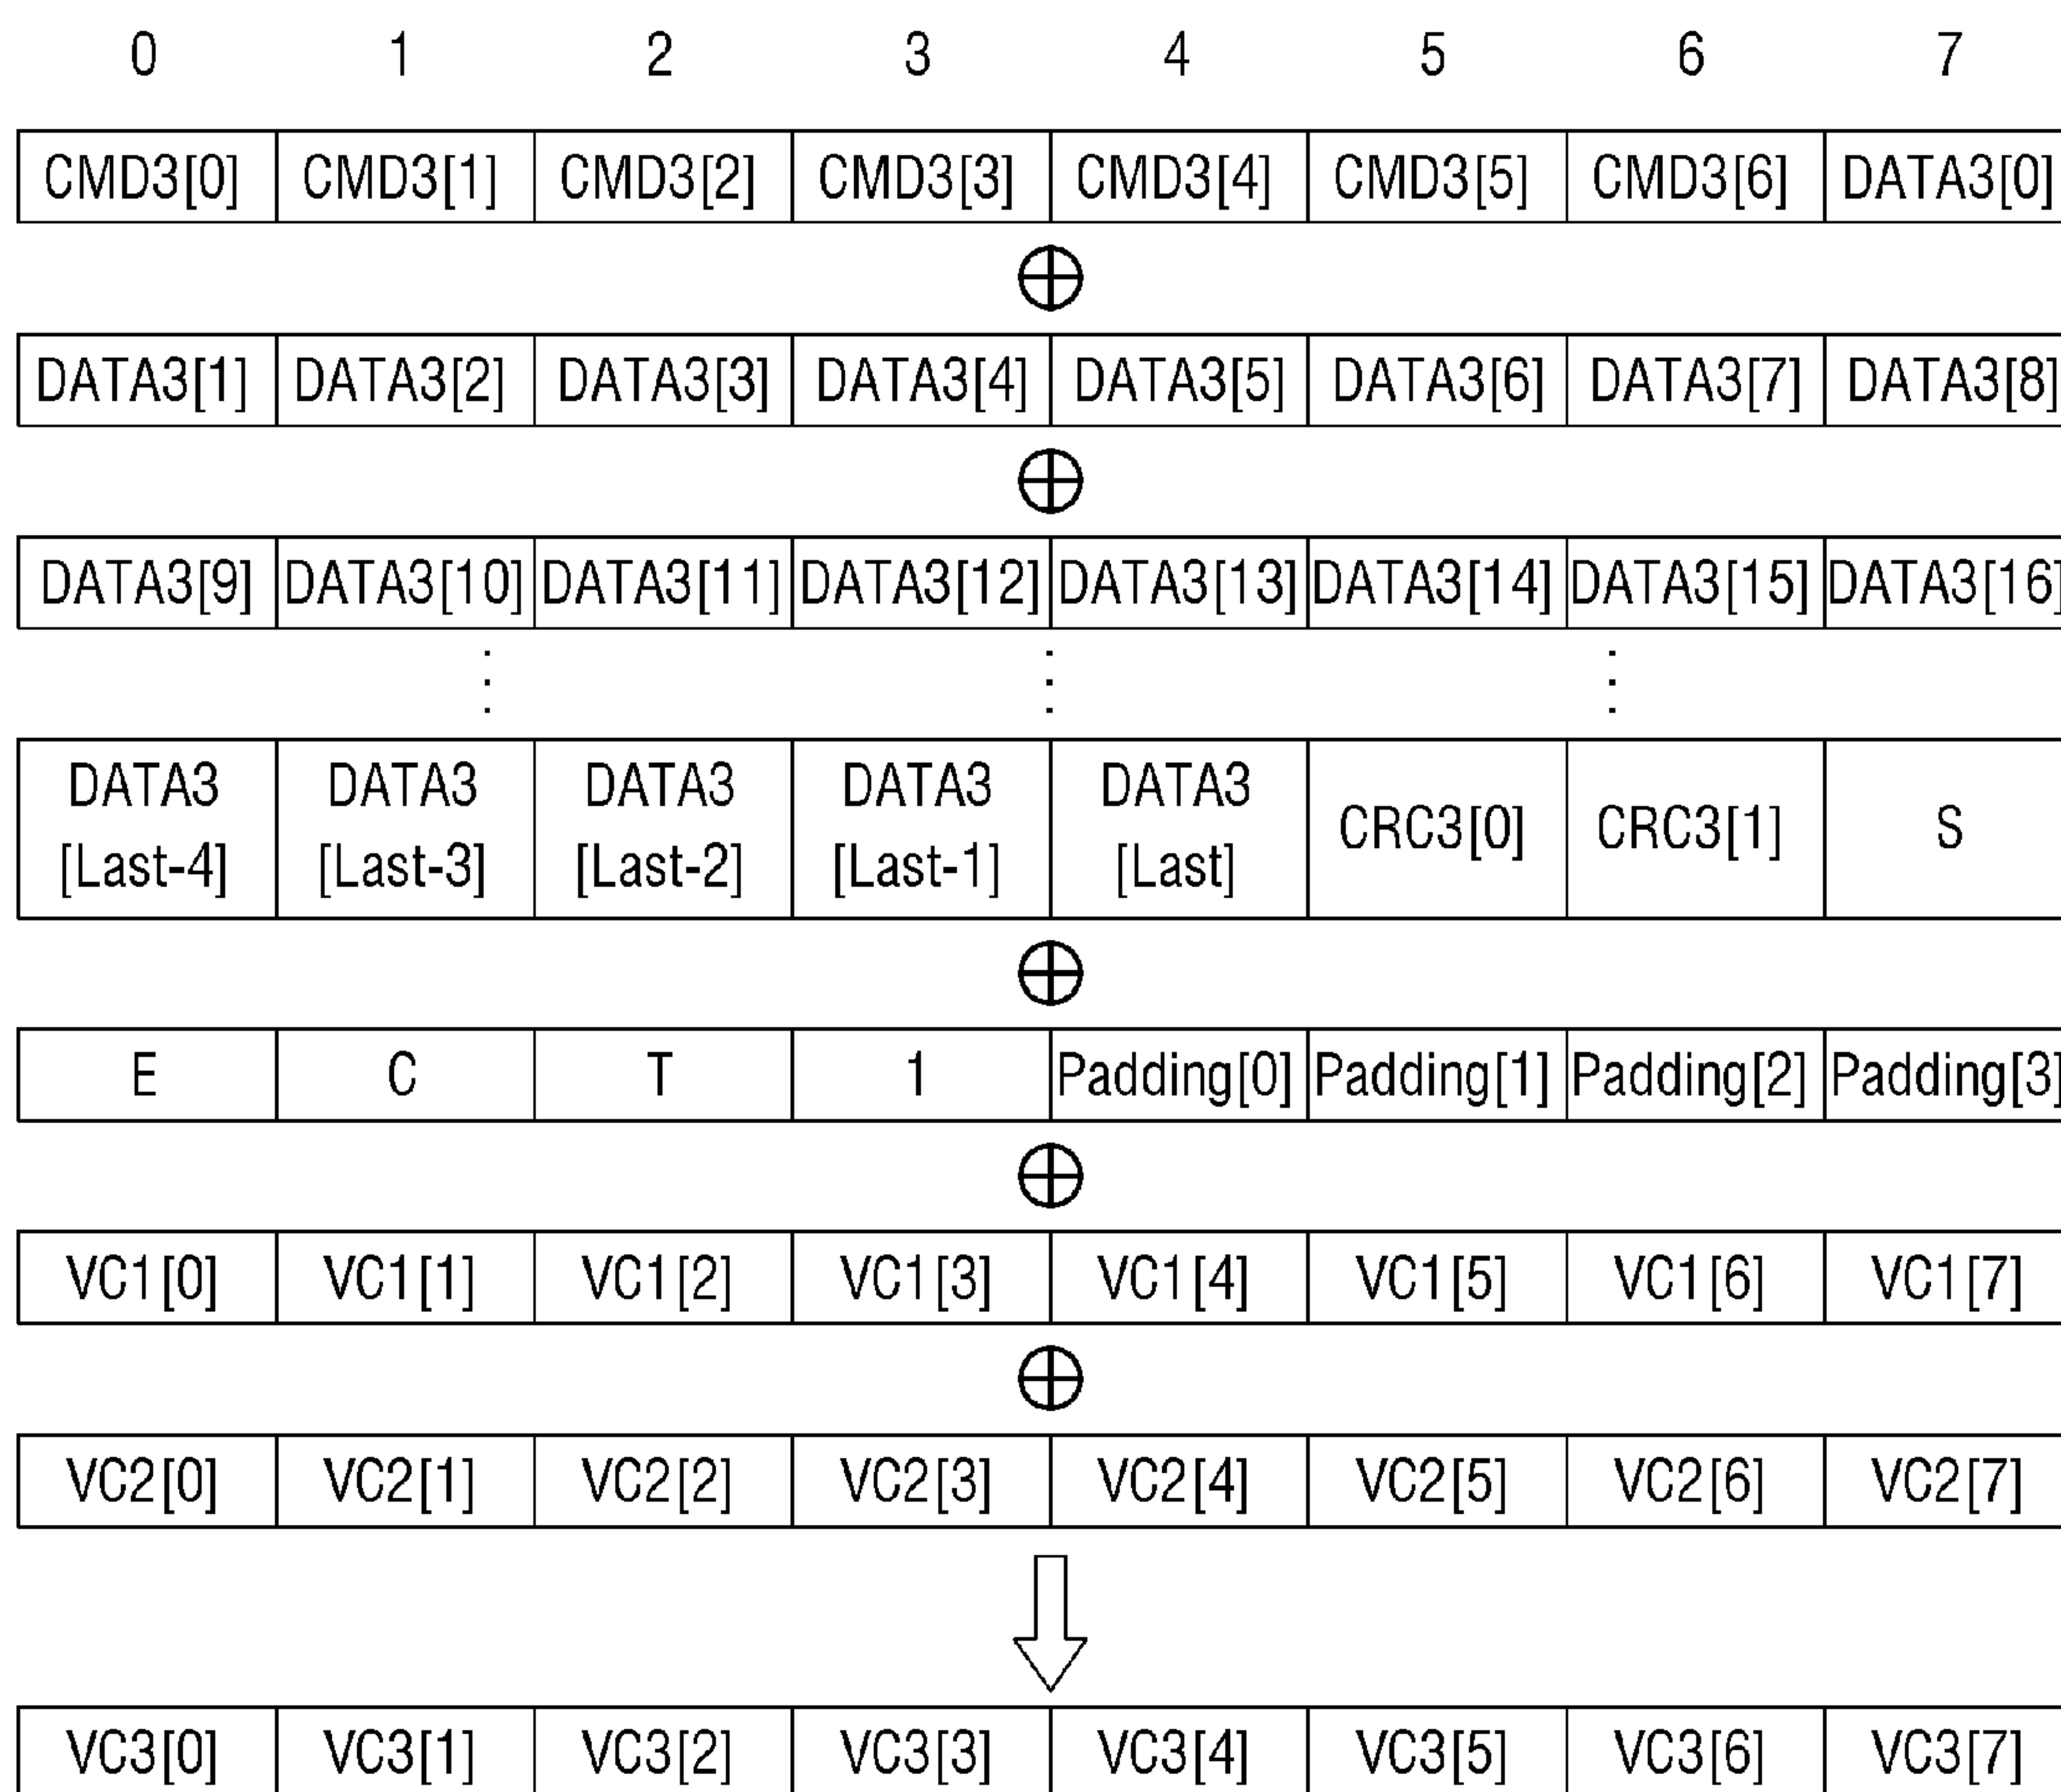 0 1 2 3 4 5 6 7
CMD3[0] CMD3[1] CMD3[2] CMD3[3] CMD3[4] CMD3[5] CMD3[6] DATA3[0]
DATA3[1] DATA3[2] DATA3[3] DATA3[4] DATA3[5] DATA3[6] DATA3[7] DATA3[8]
DATA3[9] DATA3[10] DATA3[11] DATA3[12] DATA3[13] DATA3[14] DATA3[15] DATA3[16]
DATA3 DATA3 DATA3 DATA3 DATA3
[Last-4] [Last-3] [Last-2] [Last-1] [Last] CRC3[0] CRC3[1] S
E C T 1 Padding[0] Padding[1] Padding[2] Padding[3]
VC1[0] VC1[1] VC1[2] VC1[3] VC1[4] VC1[5] VC1[6] VC1[7]
VC2[0] VC2[1] VC2[2] VC2[3] VC2[4] VC2[5] VC2[6] VC2[7]
VC3[0] VC3[1] VC3[2] VC3[3] VC3[4] VC3[5] VC3[6] VC3[7]